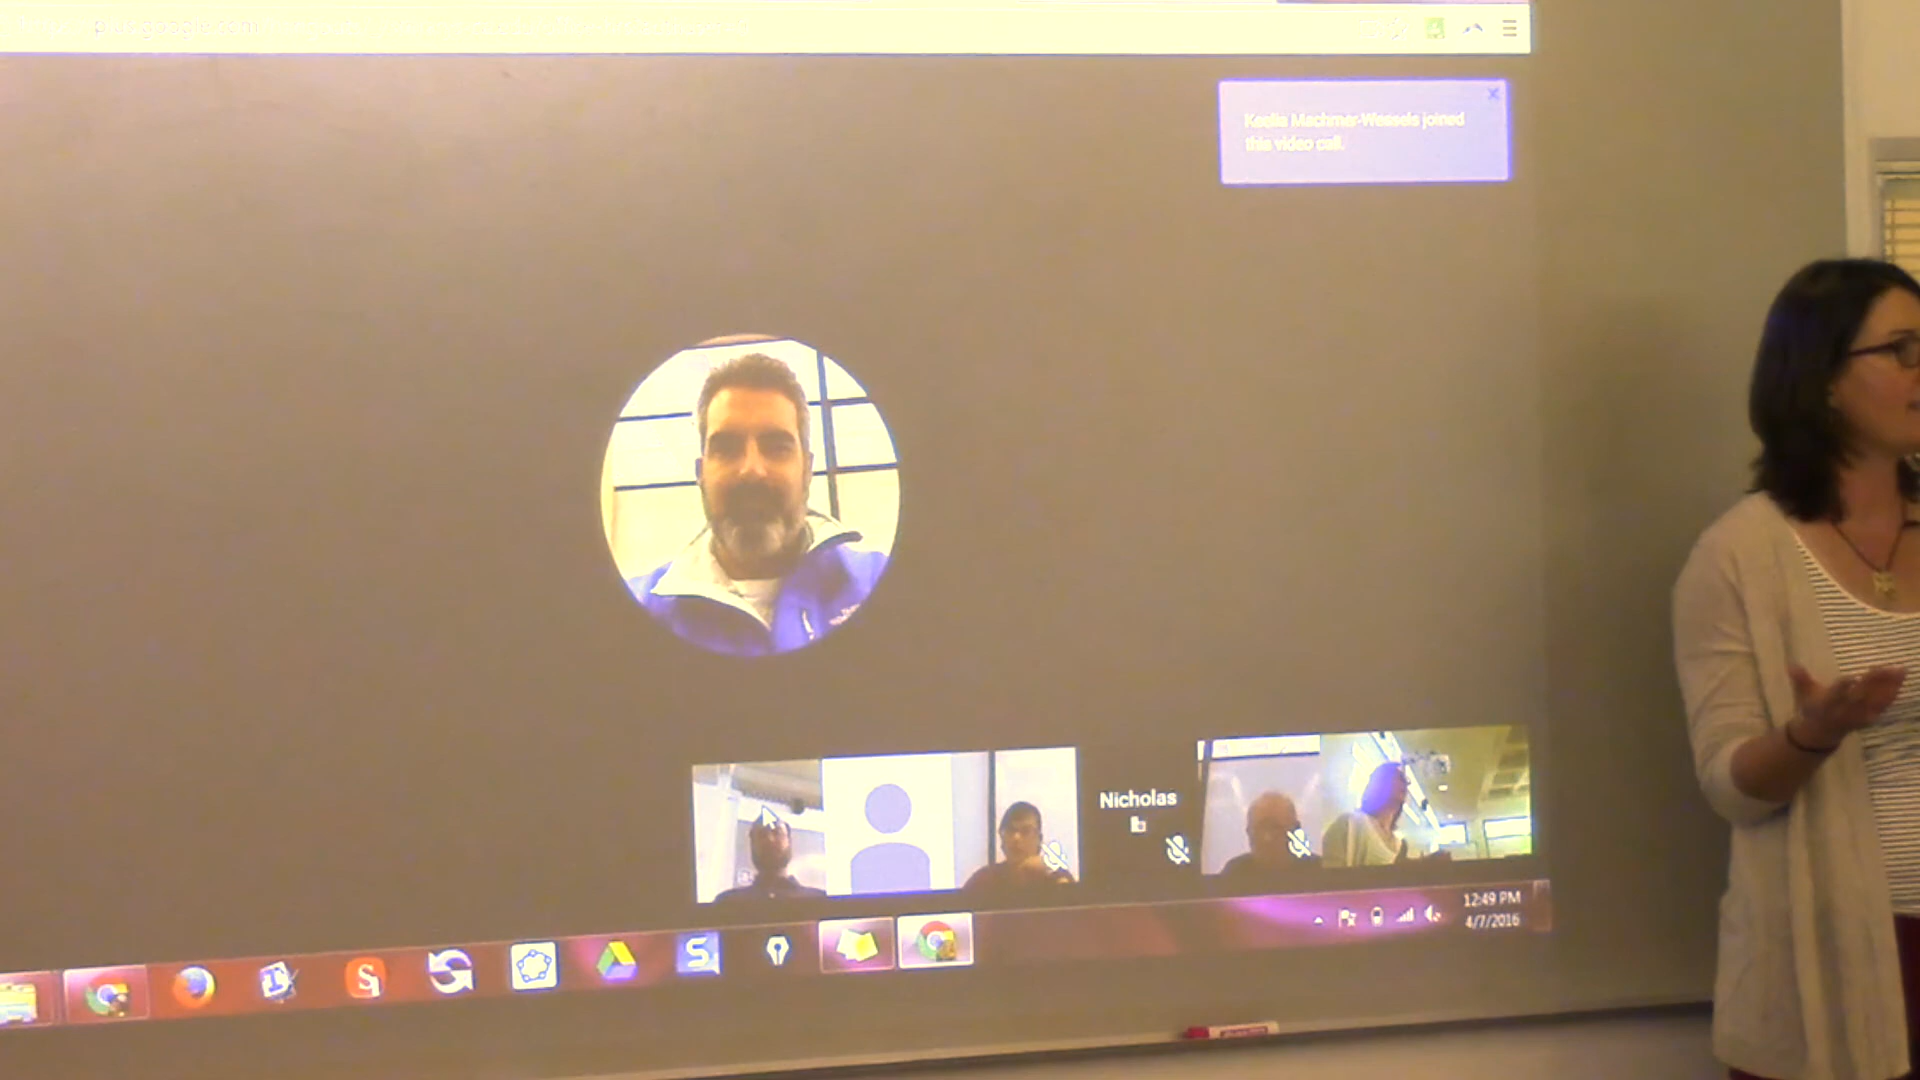 plus.google.com
Keelia Machmer-Wessels joined
this video call.
Nicholas
12:49 PM
4/7/2016